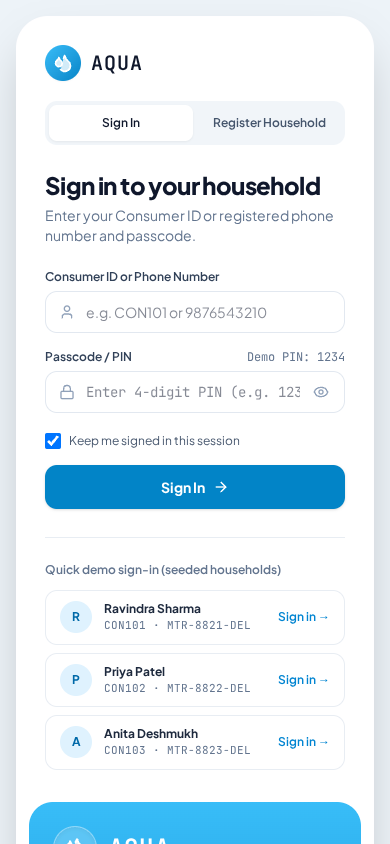 AQUA
Sign In
Register Household
Sign in to your household
Enter your Consumer ID or registered phone
number and passcode.
Consumer ID or Phone Number
e.g. CON101 or 9876543210
Passcode / PIN
Demo PIN: 1234
Enter 4-digit PIN (e.g. 123
Keep me signed in this session
Sign In →
Quick demo sign-in (seeded households)
R
Ravindra Sharma
CON101 · MTR-8821-DEL
Sign in →
P
Priya Patel
CON102 · MTR-8822-DEL
Sign in →
A
Anita Deshmukh
CON103 · MTR-8823-DEL
Sign in →
AQUA